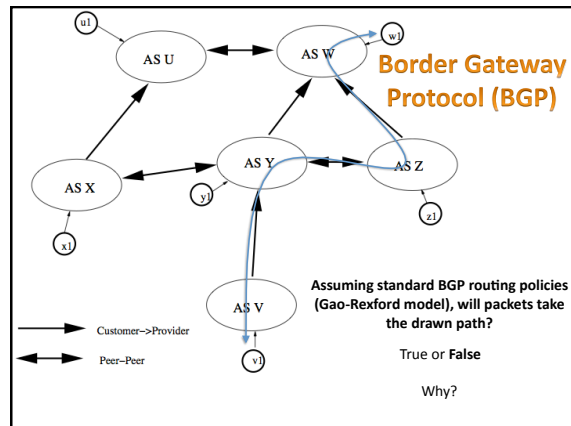 u1
AS U
AS W
w1
Border Gateway
Protocol (BGP)
AS X
AS Y
AS Z
x1
y1
z1
AS V
v1
Customer->Provider
Peer-Peer
Assuming standard BGP routing policies
(Gao-Rexford model), will packets take
the drawn path?
True or False
Why?